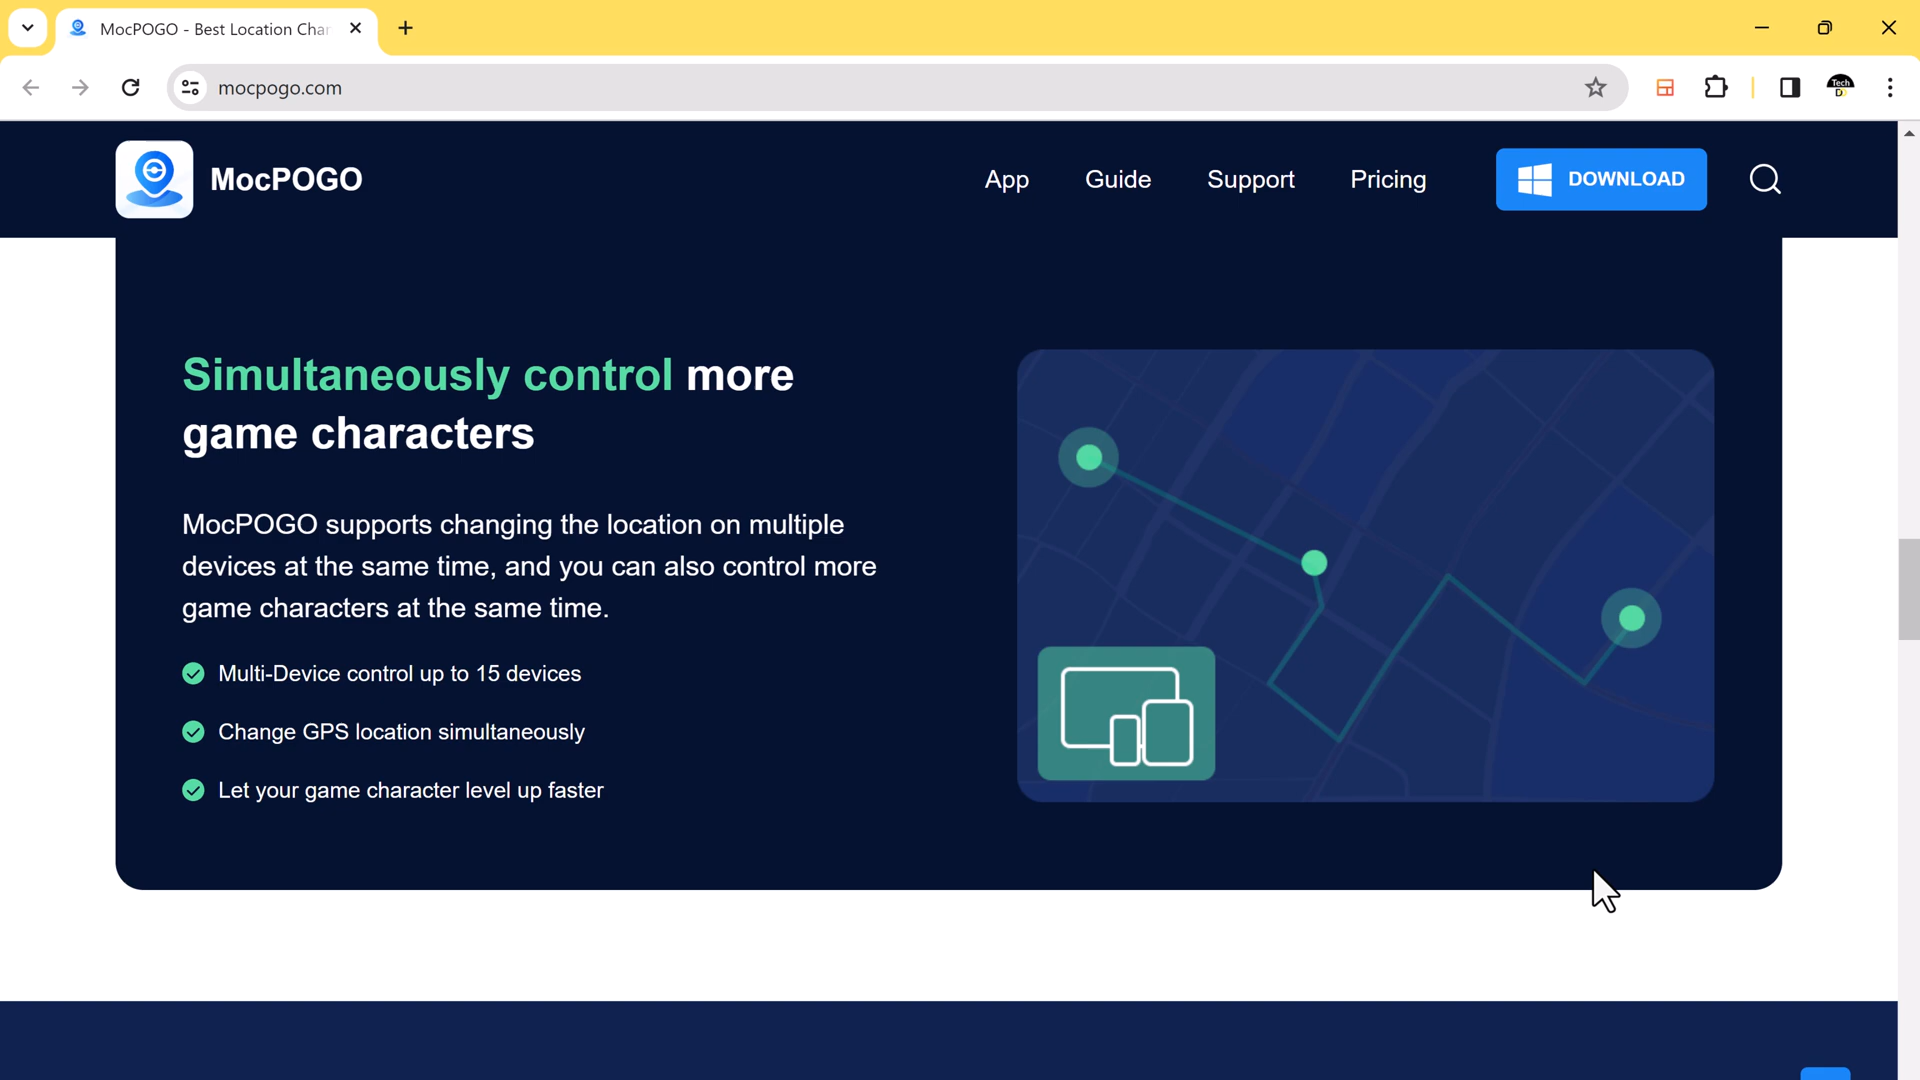 MocPOGO - Best Location Cha
mocpogo.com
Tech
D
MocPOGO
App
Guide
Support
Pricing
DOWNLOAD
Simultaneously control more
game characters
MocPOGO supports changing the location on multiple
devices at the same time, and you can also control more
game characters at the same time.
Multi-Device control up to 15 devices
Change GPS location simultaneously
Let your game character level up faster